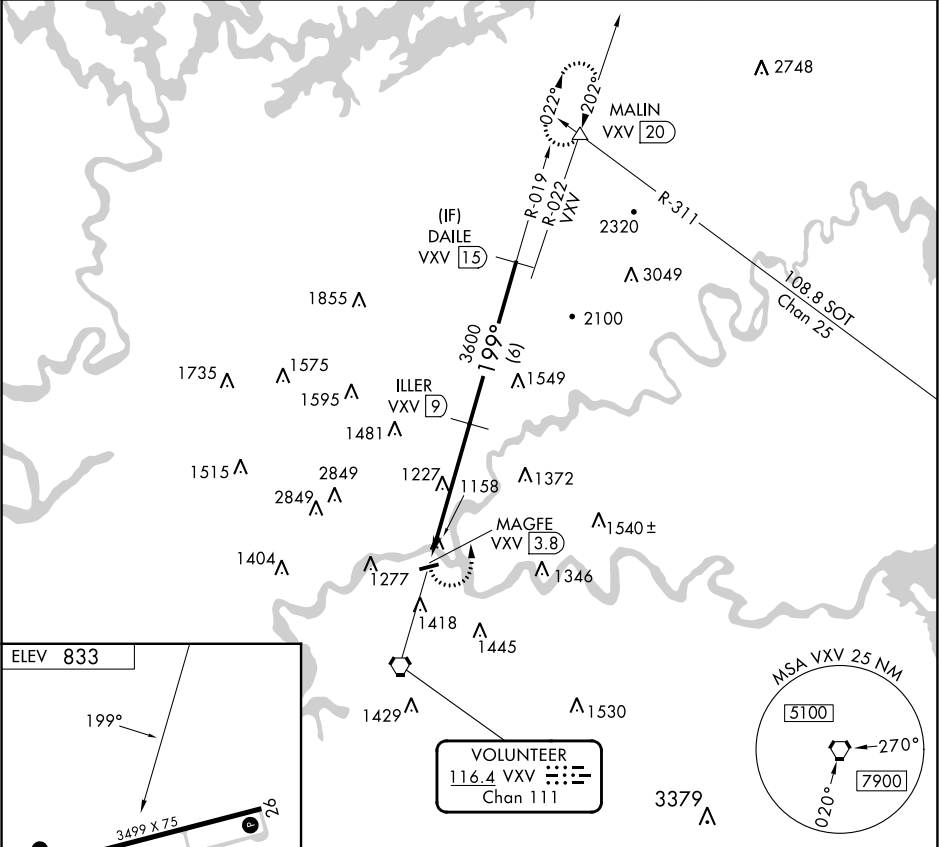 2748
022°
202°
MALIN
VXV 20
R-019
R-022
VXV
R-311
2320
(IF)
DAILE
VXV 15
3049
108.8 SOT
Chan 25
1855
2100
3600
199°
(6)
1735
1575
1595
1549
ILLER
VXV 9
1481
1515
2849
2849
1227
1158
1372
MAGFE
VXV 3.8
1540 ±
1404
1277
1346
1418
1445
ELEV 833
199°
3499 X 75
26
P
1429
1530
VOLUNTEER
116.4 VXV
Chan 111
3379
MSA VXV 25 NM
5100
270°
7900
020°